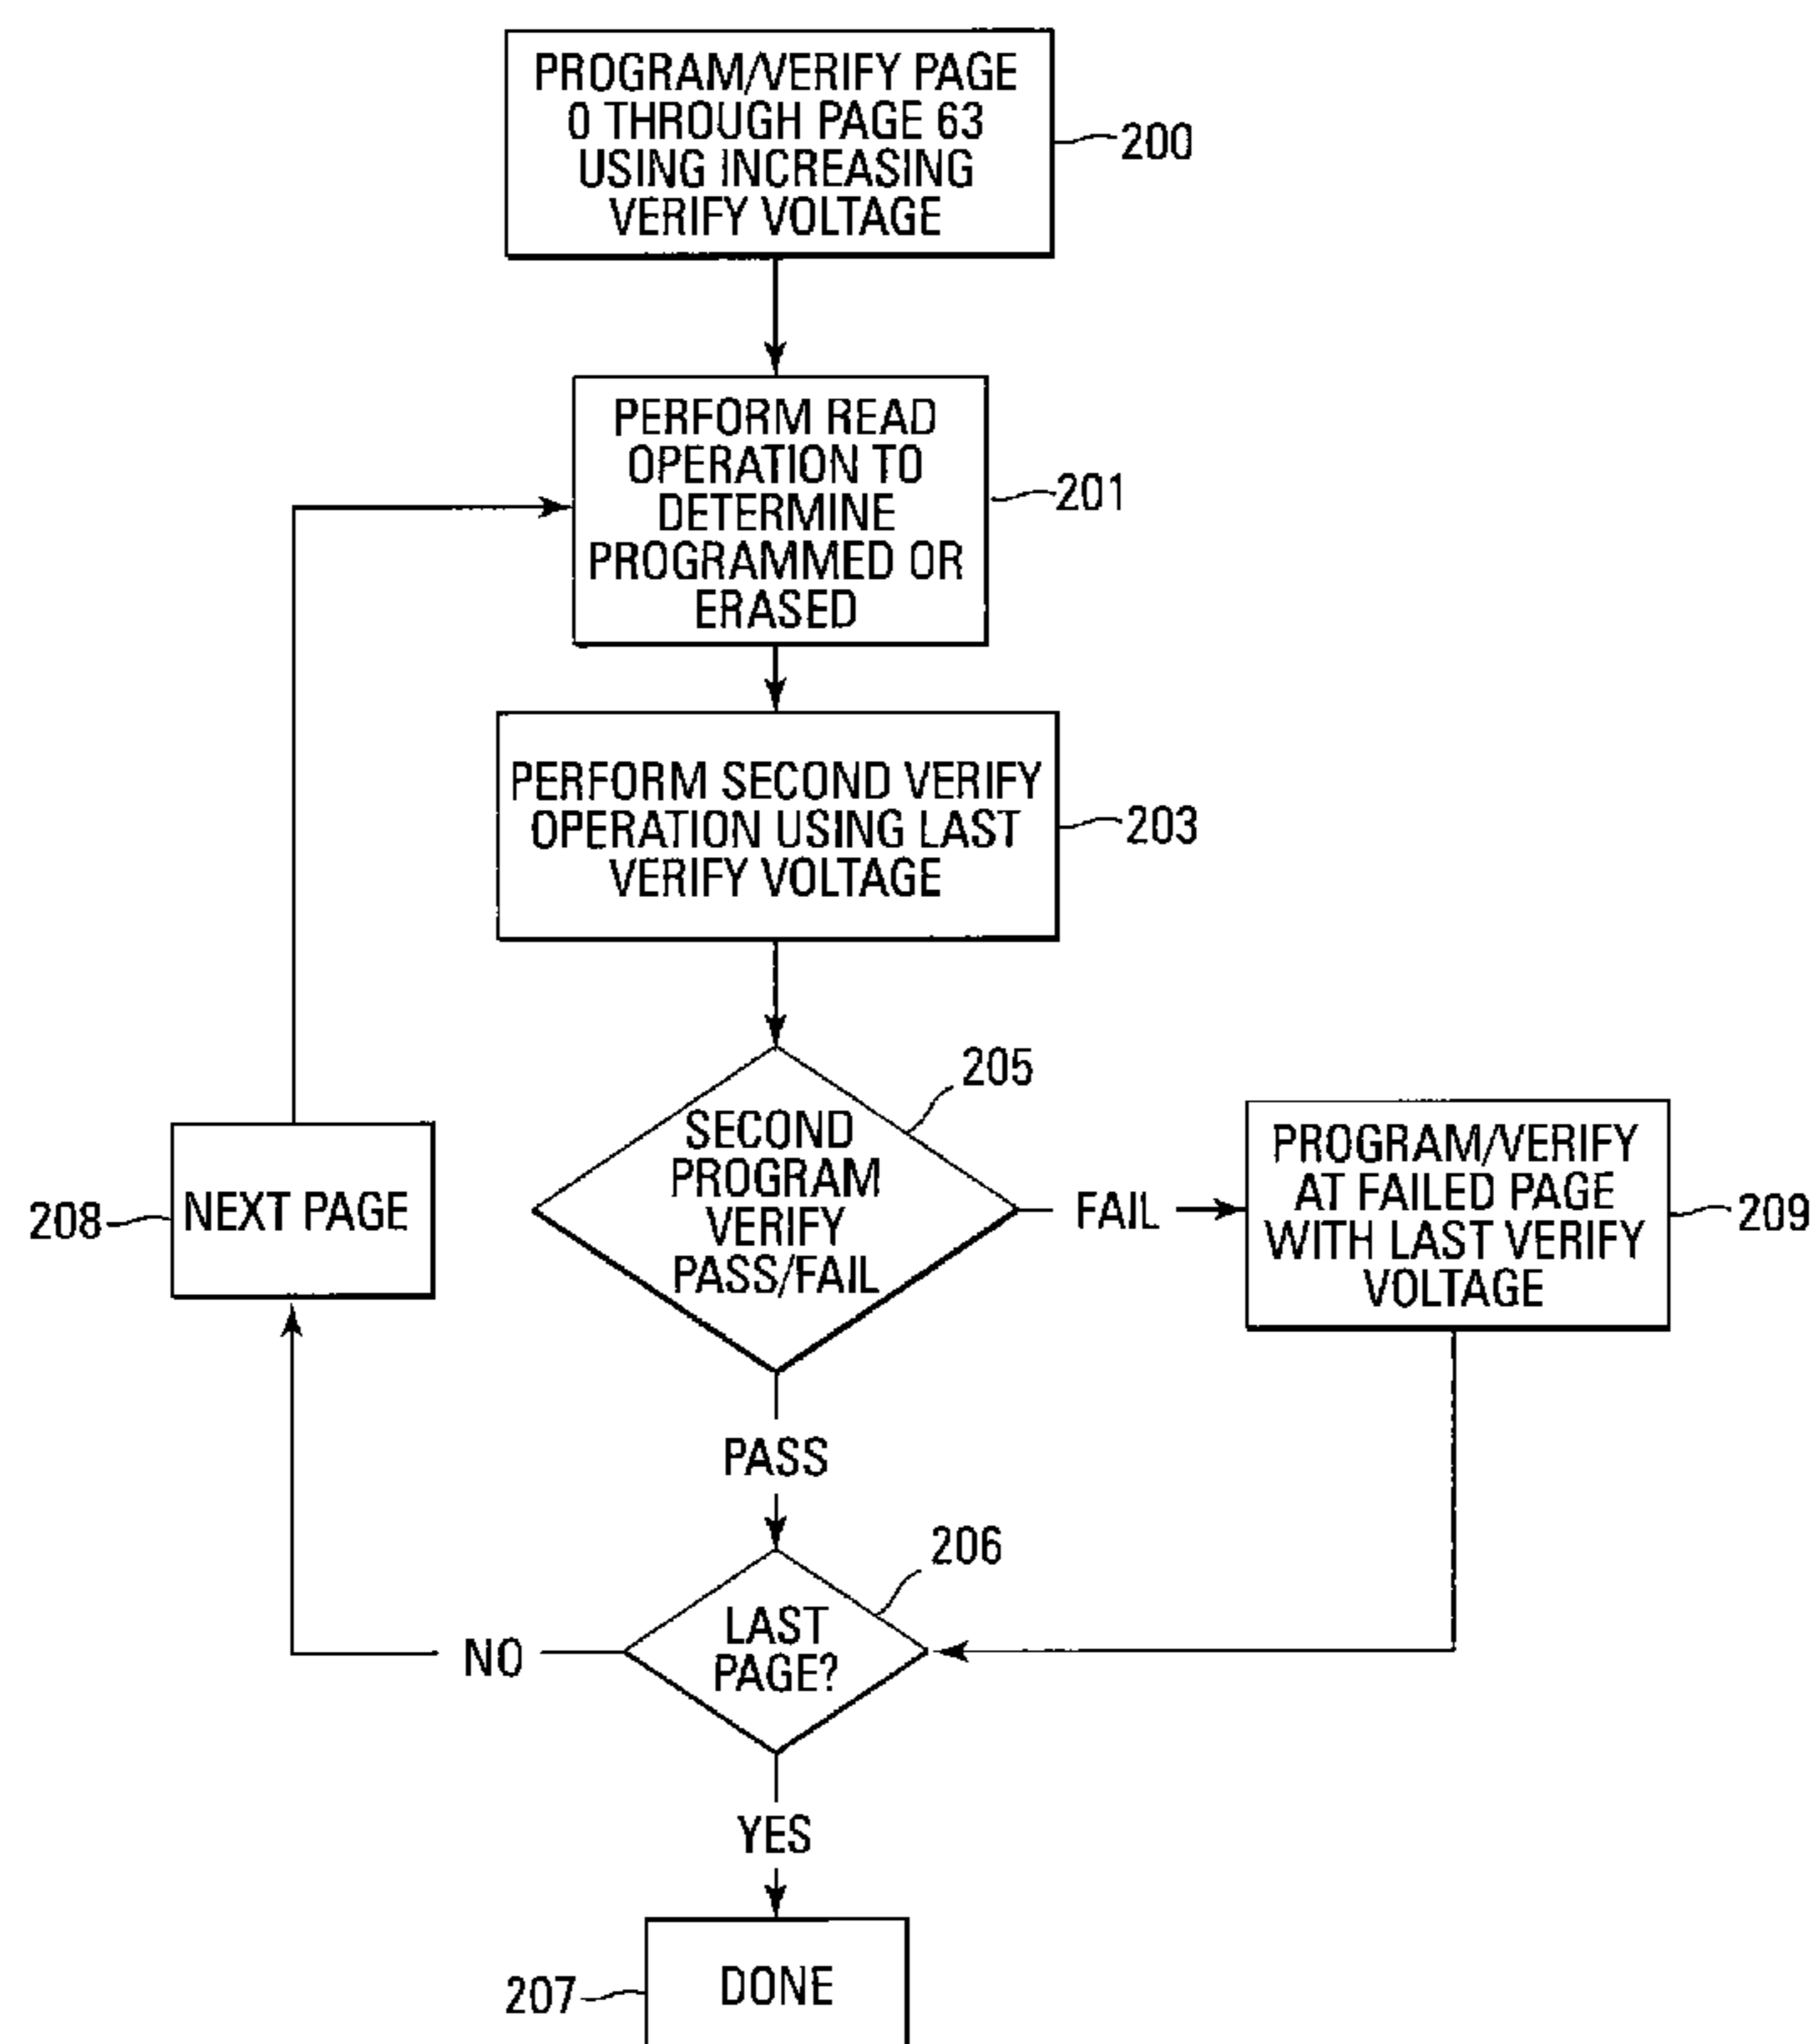 PROGRAM/VERIFY PAGE
0 THROUGH PAGE 63
USING INCREASING
VERIFY VOLTAGE
200
PERFORM READ
OPERATION TO
DETERMINE
PROGRAMMED OR
ERASED
201
PERFORM SECOND VERIFY
OPERATION USING LAST
VERIFY VOLTAGE
203
205
SECOND
PROGRAM
VERIFY
PASS/FAIL
FAIL
PROGRAM/VERIFY
AT FAILED PAGE
WITH LAST VERIFY
VOLTAGE
209
208
NEXT PAGE
PASS
206
LAST
PAGE?
NO
YES
207
DONE